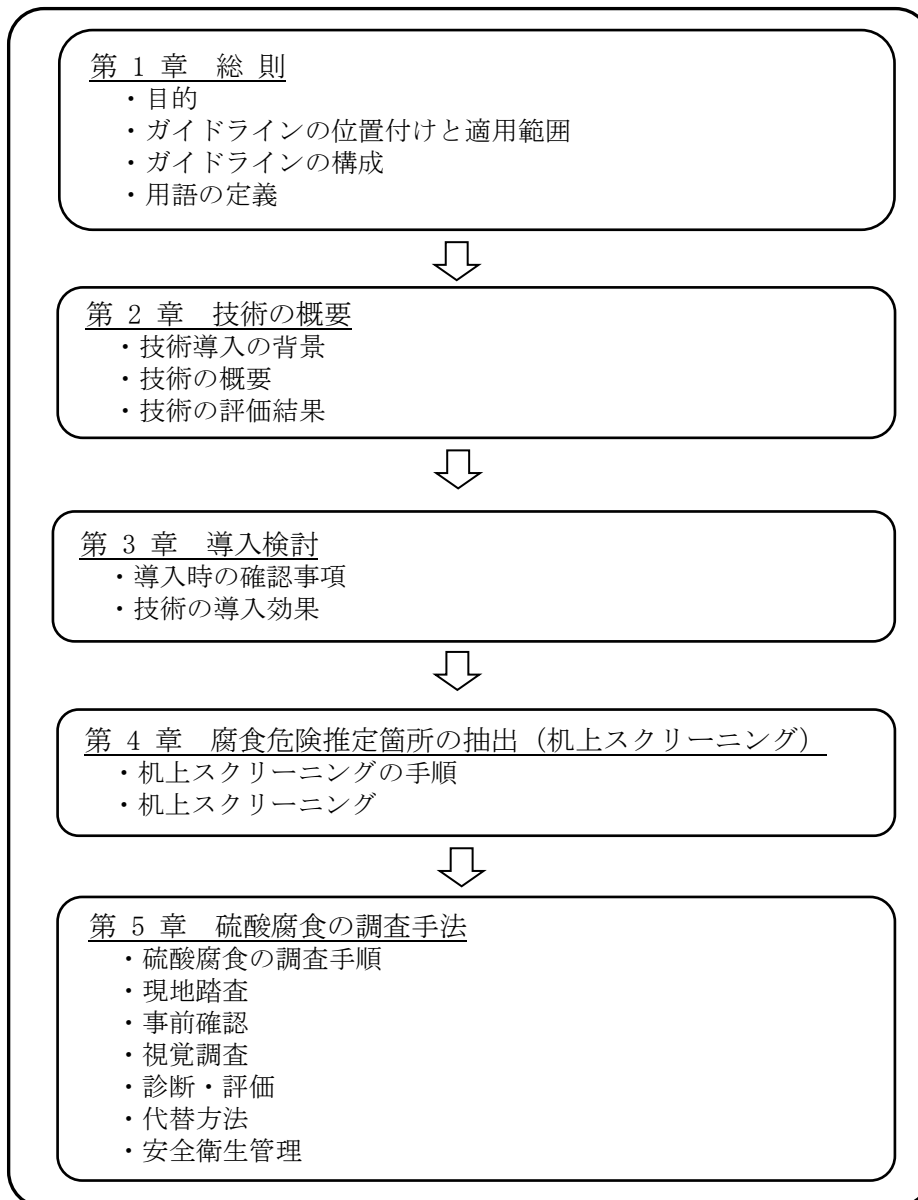 第 1 章　総 則
・目的
・ガイドラインの位置付けと適用範囲
・ガイドラインの構成
・用語の定義
第 2 章　技術の概要
・技術導入の背景
・技術の概要
・技術の評価結果
第 3 章　導入検討
・導入時の確認事項
・技術の導入効果
第 4 章　腐食危険推定箇所の抽出（机上スクリーニング）
・机上スクリーニングの手順
・机上スクリーニング
第 5 章　硫酸腐食の調査手法
・硫酸腐食の調査手順
・現地踏査
・事前確認
・視覚調査
・診断・評価
・代替方法
・安全衛生管理